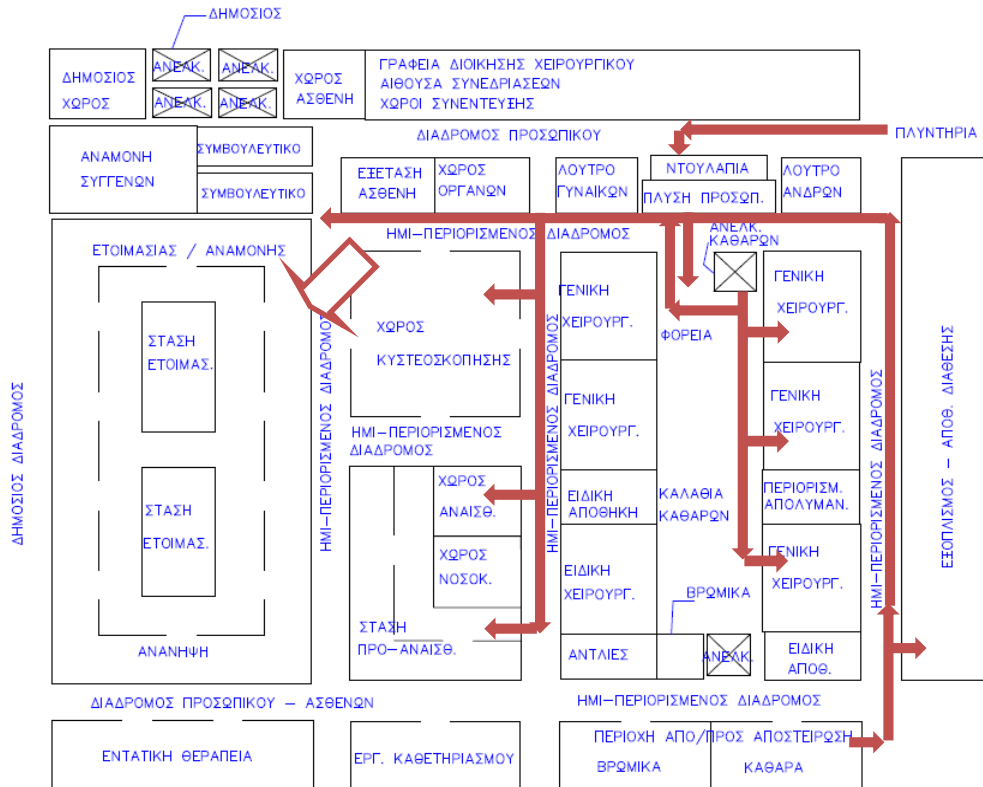 ΔΗΜΟΣΙΟΣ
ΔΗΜΟΣΙΟΣ
ΧΩΡΟΣ
ΑΝΕΛΚ.
ΑΝΕΛΚ.
ΑΝΕΛΚ.
ΑΝΕΛΚ.
ΧΩΡΟΣ
ΑΣΘΕΝΗ
ΓΡΑΦΕΙΑ ΔΙΟΙΚΗΣΗΣ ΧΕΙΡΟΥΡΓΙΚΟΥ
ΑΙΘΟΥΣΑ ΣΥΝΕΔΡΙΑΣΕΩΝ
ΧΩΡΟΙ ΣΥΝΕΝΤΕΥΞΗΣ
ΔΙΑΔΡΟΜΟΣ ΠΡΟΣΩΠΙΚΟΥ
ΠΛΥΝΤΗΡΙΑ
ΑΝΑΜΟΝΗ
ΣΥΓΓΕΝΩΝ
ΣΥΜΒΟΥΛΕΥΤΙΚΟ
ΣΥΜΒΟΥΛΕΥΤΙΚΟ
ΕΞΕΤΑΣΗ
ΑΣΘΕΝΗ
ΧΩΡΟΣ
ΟΡΓΑΝΩΝ
ΛΟΥΤΡΟ
ΓΥΝΑΙΚΩΝ
ΝΤΟΥΛΑΠΙΑ
ΠΛΥΣΗ ΠΡΟΣΩΠ.
ΛΟΥΤΡΟ
ΑΝΔΡΩΝ
ΗΜΙ-ΠΕΡΙΟΡΙΣΜΕΝΟΣ ΔΙΑΔΡΟΜΟΣ
ΑΝΕΛΚ.
ΚΑΘΑΡΩΝ
ΕΤΟΙΜΑΣΙΑΣ / ΑΝΑΜΟΝΗΣ
ΣΤΑΣΗ
ΕΤΟΙΜΑΣ.
ΣΤΑΣΗ
ΕΤΟΙΜΑΣ.
ΑΝΑΝΗΨΗ
ΔΗΜΟΣΙΟΣ ΔΙΑΔΡΟΜΟΣ
ΗΜΙ-ΠΕΡΙΟΡΙΣΜΕΝΟΣ ΔΙΑΔΡΟΜΟΣ
ΧΩΡΟΣ
ΚΥΣΤΕΟΣΚΟΠΗΣΗΣ
ΗΜΙ-ΠΕΡΙΟΡΙΣΜΕΝΟΣ
ΔΙΑΔΡΟΜΟΣ
ΧΩΡΟΣ
ΑΝΑΙΣΘ.
ΧΩΡΟΣ
ΝΟΣΟΚ.
ΣΤΑΣΗ
ΠΡΟ-ΑΝΑΙΣΘ.
ΗΜΙ-ΠΕΡΙΟΡΙΣΜΕΝΟΣ ΔΙΑΔΡΟΜΟΣ
ΓΕΝΙΚΗ
ΧΕΙΡΟΥΡΓ.
ΓΕΝΙΚΗ
ΧΕΙΡΟΥΡΓ.
ΕΙΔΙΚΗ
ΑΠΟΘΗΚΗ
ΕΙΔΙΚΗ
ΧΕΙΡΟΥΡΓ.
ΑΝΤΛΙΕΣ
ΦΟΡΕΙΑ
ΚΑΛΑΘΙΑ
ΚΑΘΑΡΩΝ
ΒΡΩΜΙΚΑ
ΑΝΕΛΚ.
ΓΕΝΙΚΗ
ΧΕΙΡΟΥΡΓ.
ΓΕΝΙΚΗ
ΧΕΙΡΟΥΡΓ.
ΠΕΡΙΟΡΙΣΜ.
ΑΠΟΛΥΜΑΝ.
ΓΕΝΙΚΗ
ΧΕΙΡΟΥΡΓ.
ΕΙΔΙΚΗ
ΑΠΟΘ.
ΗΜΙ-ΠΕΡΙΟΡΙΣΜΕΝΟΣ ΔΙΑΔΡΟΜΟΣ
ΕΞΟΠΛΙΣΜΟΣ - ΑΠΟΘ. ΔΙΑΘΕΣΗΣ
ΔΙΑΔΡΟΜΟΣ ΠΡΟΣΩΠΙΚΟΥ - ΑΣΘΕΝΩΝ
ΗΜΙ-ΠΕΡΙΟΡΙΣΜΕΝΟΣ ΔΙΑΔΡΟΜΟΣ
ΕΝΤΑΤΙΚΗ ΘΕΡΑΠΕΙΑ
ΕΡΓ. ΚΑΘΕΤΗΡΙΑΣΜΟΥ
ΠΕΡΙΟΧΗ ΑΠΟ/ΠΡΟΣ ΑΠΟΣΤΕΙΡΩΣΗ
ΒΡΩΜΙΚΑ
ΚΑΘΑΡΑ